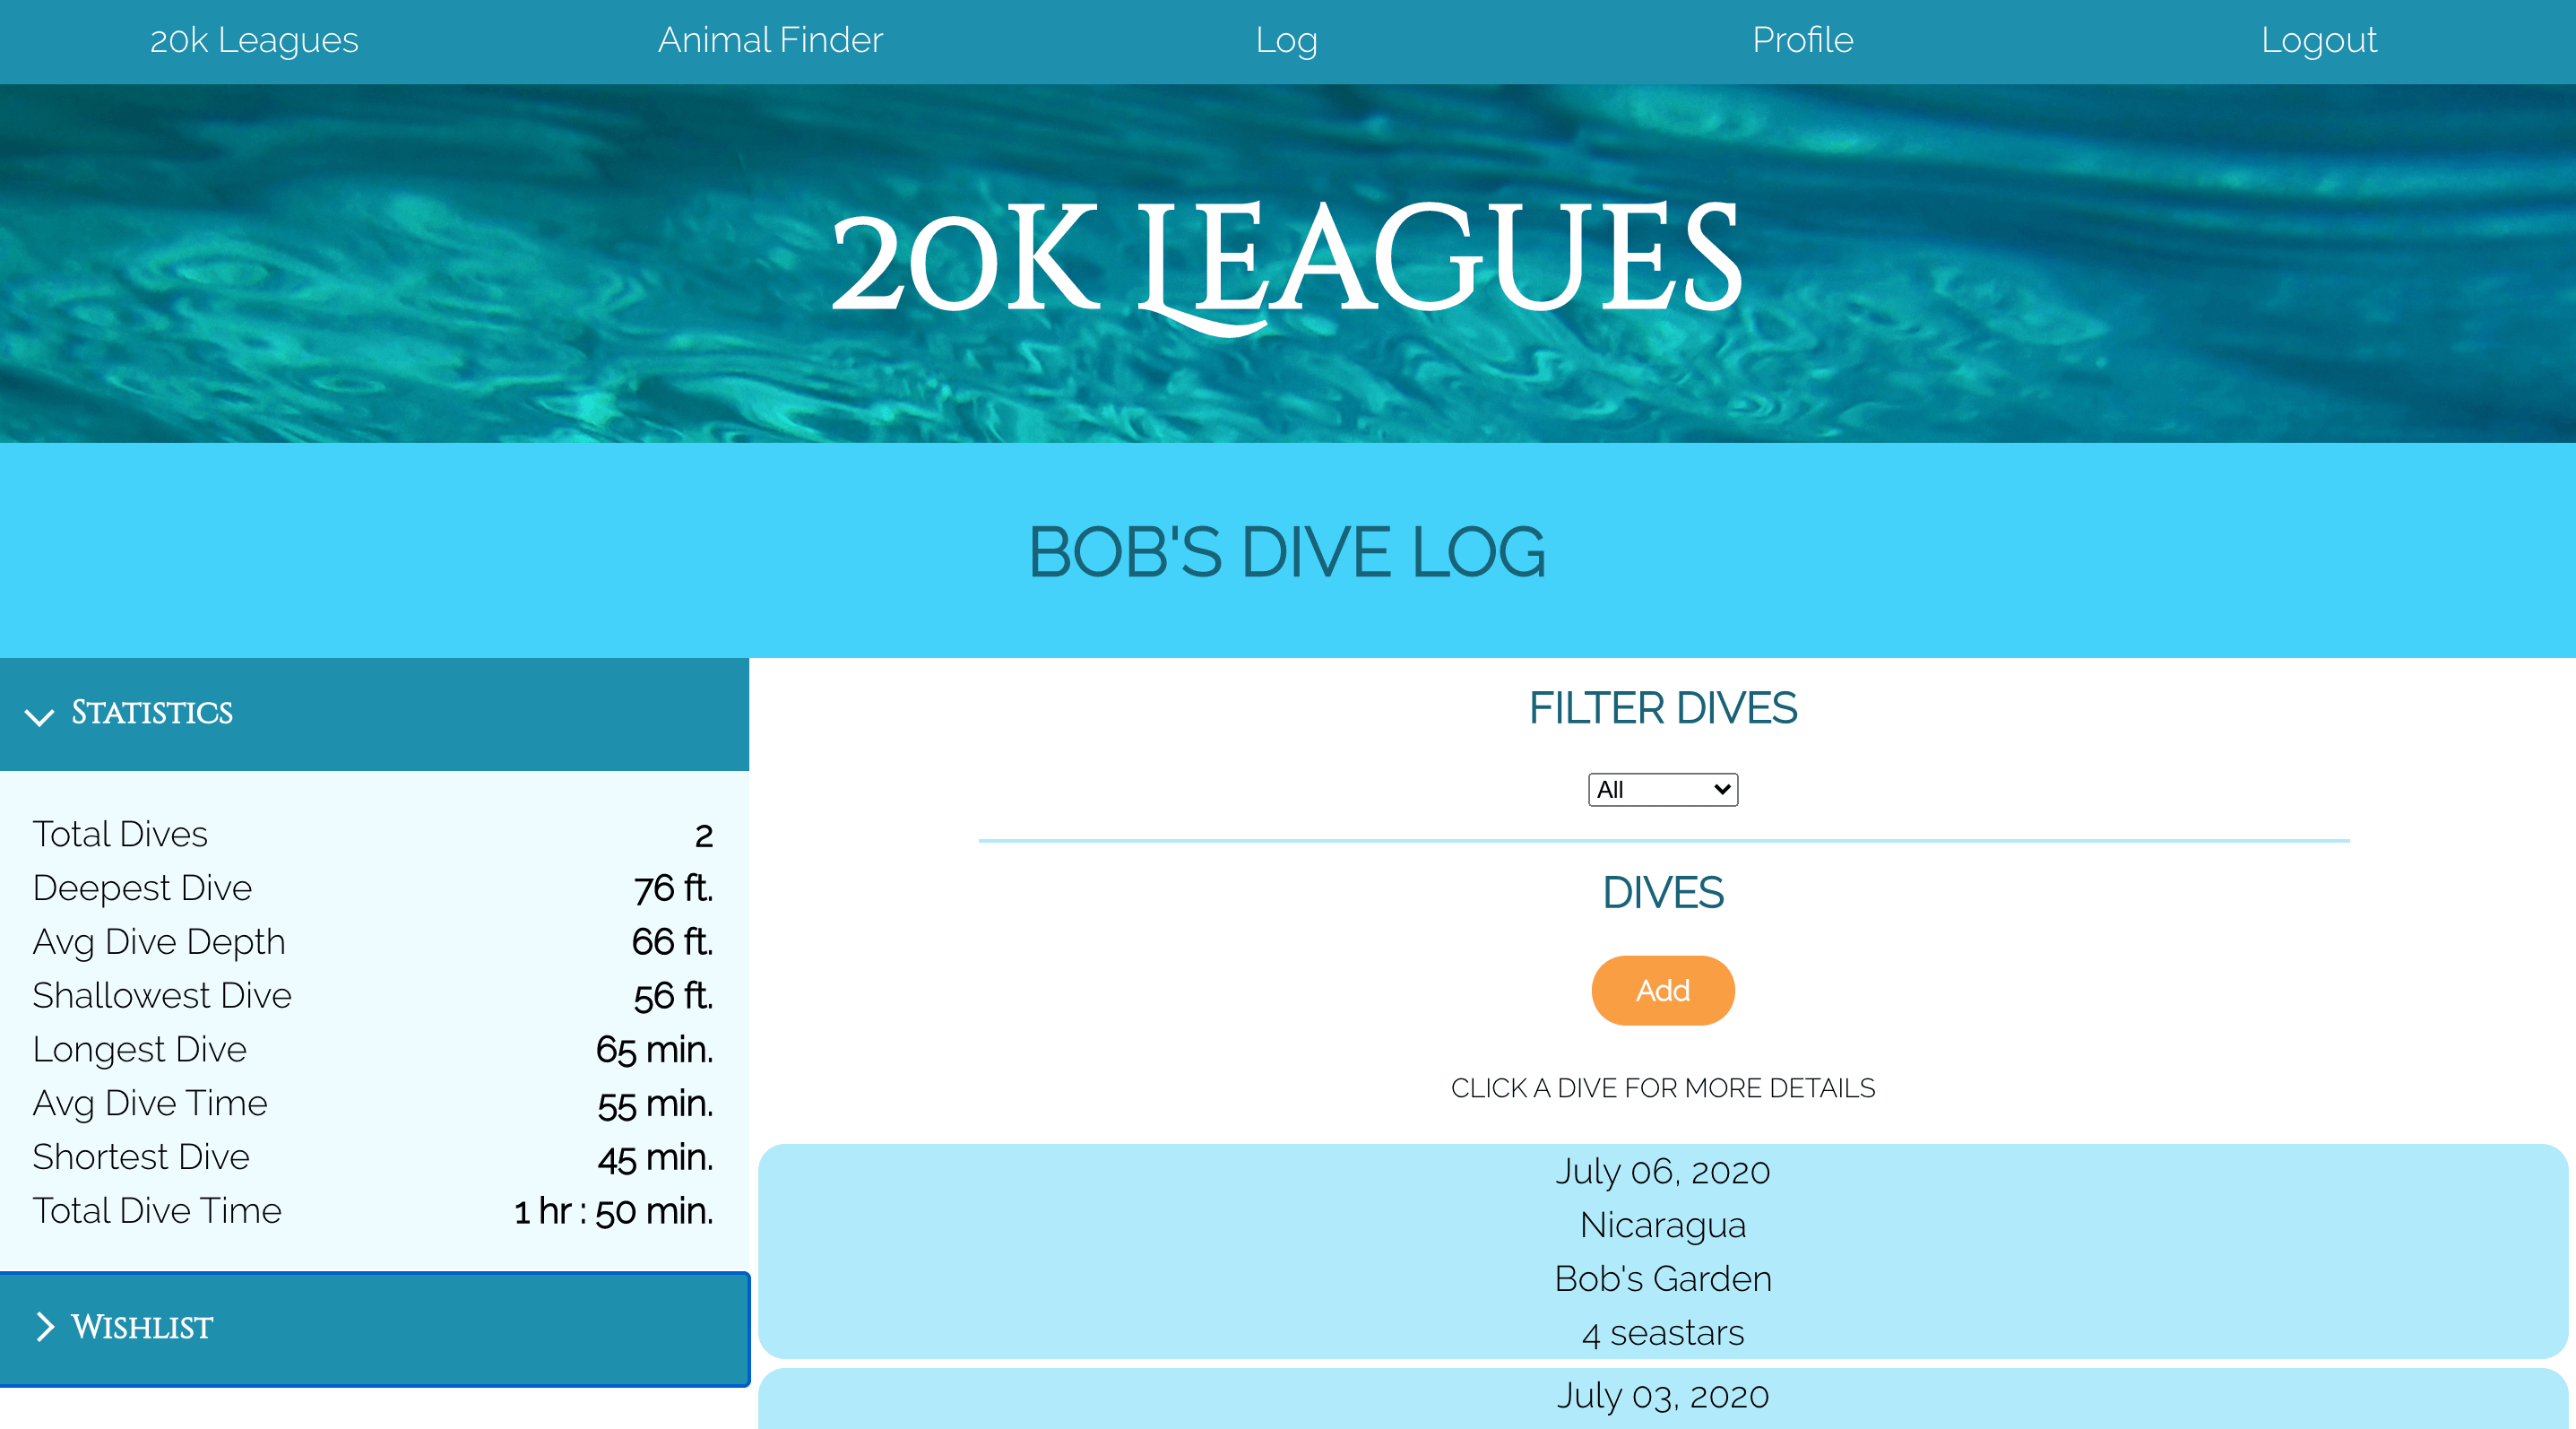 20k Leagues Animal Finder Log Profile Logout
20k Leagues
BOB'S DIVE LOG
Statistics
Total Dives 2
Deepest Dive 76 ft.
Avg Dive Depth 66 ft.
Shallowest Dive 56 ft.
Longest Dive 65 min.
Avg Dive Time 55 min.
Shortest Dive 45 min.
Total Dive Time 1 hr : 50 min.
Wishlist
FILTER DIVES
All
DIVES
Add
CLICK A DIVE FOR MORE DETAILS
July 06, 2020
Nicaragua
Bob's Garden
4 seastars
July 03, 2020